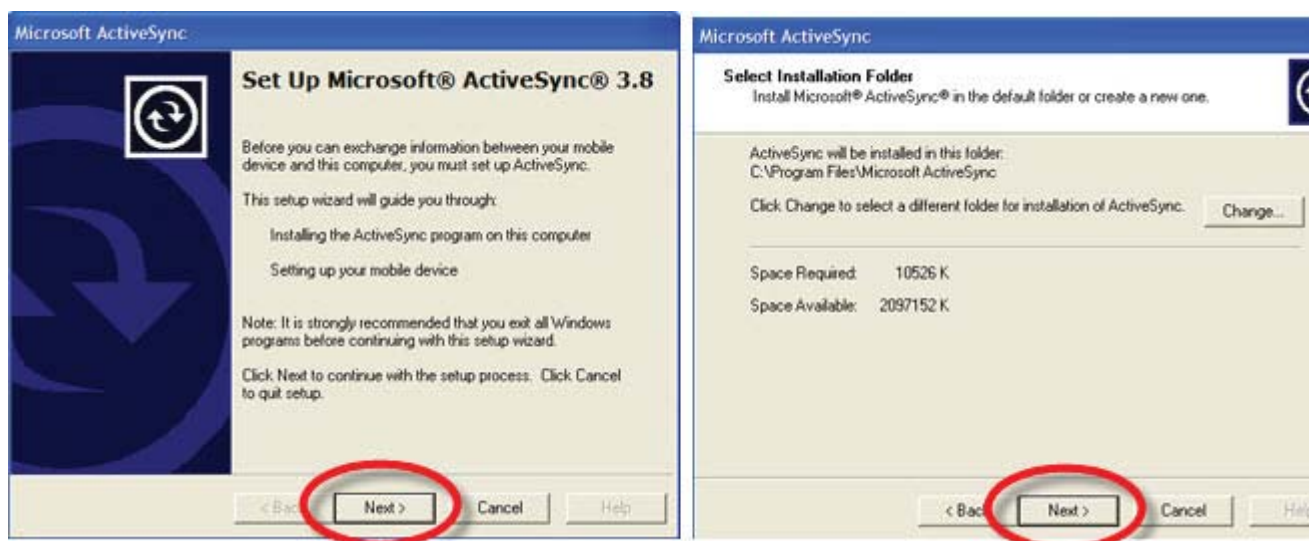 Microsoft ActiveSync
Set Up Microsoft® ActiveSync® 3.8
Before you can exchange information between your mobile
device and this computer, you must set up ActiveSync.
This setup wizard will guide you through:
Installing the ActiveSync program on this computer
Setting up your mobile device
Note: It is strongly recommended that you exit all Windows
programs before continuing with this setup wizard.
Click Next to continue with the setup process. Click Cancel
to quit setup.
Next > Cancel Help
Microsoft ActiveSync
Select Installation Folder
Install Microsoft® ActiveSync® in the default folder or create a new one.
ActiveSync will be installed in this folder:
C:\Program Files\Microsoft ActiveSync
Click Change to select a different folder for installation of ActiveSync.
Change...
Space Required: 10526 K
Space Available: 2097152 K
Next > Cancel